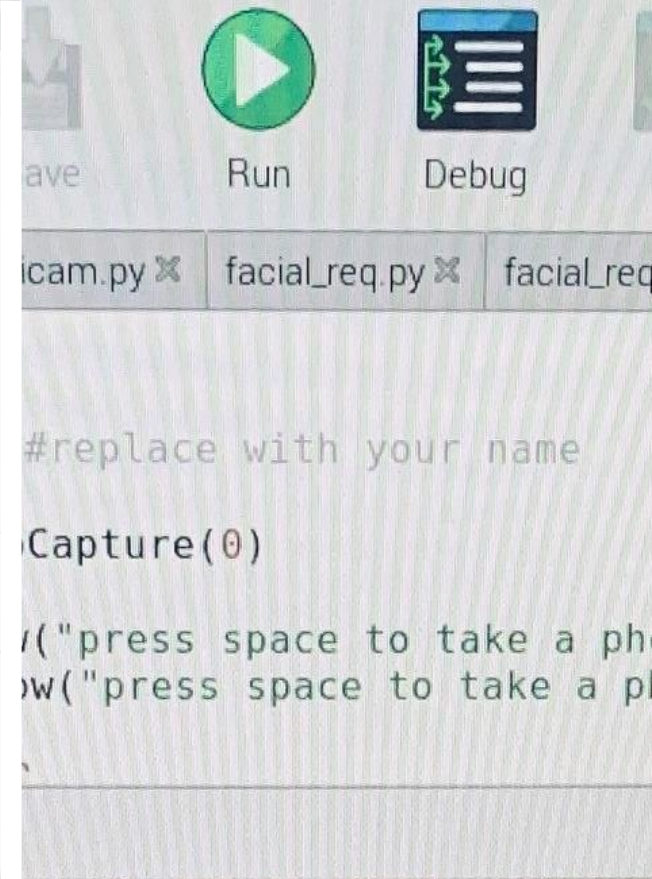 ave Run Debug
icam.py facial_req.py facial_req
#replace with your name
Capture(0)
("press space to take a ph
ow("press space to take a p